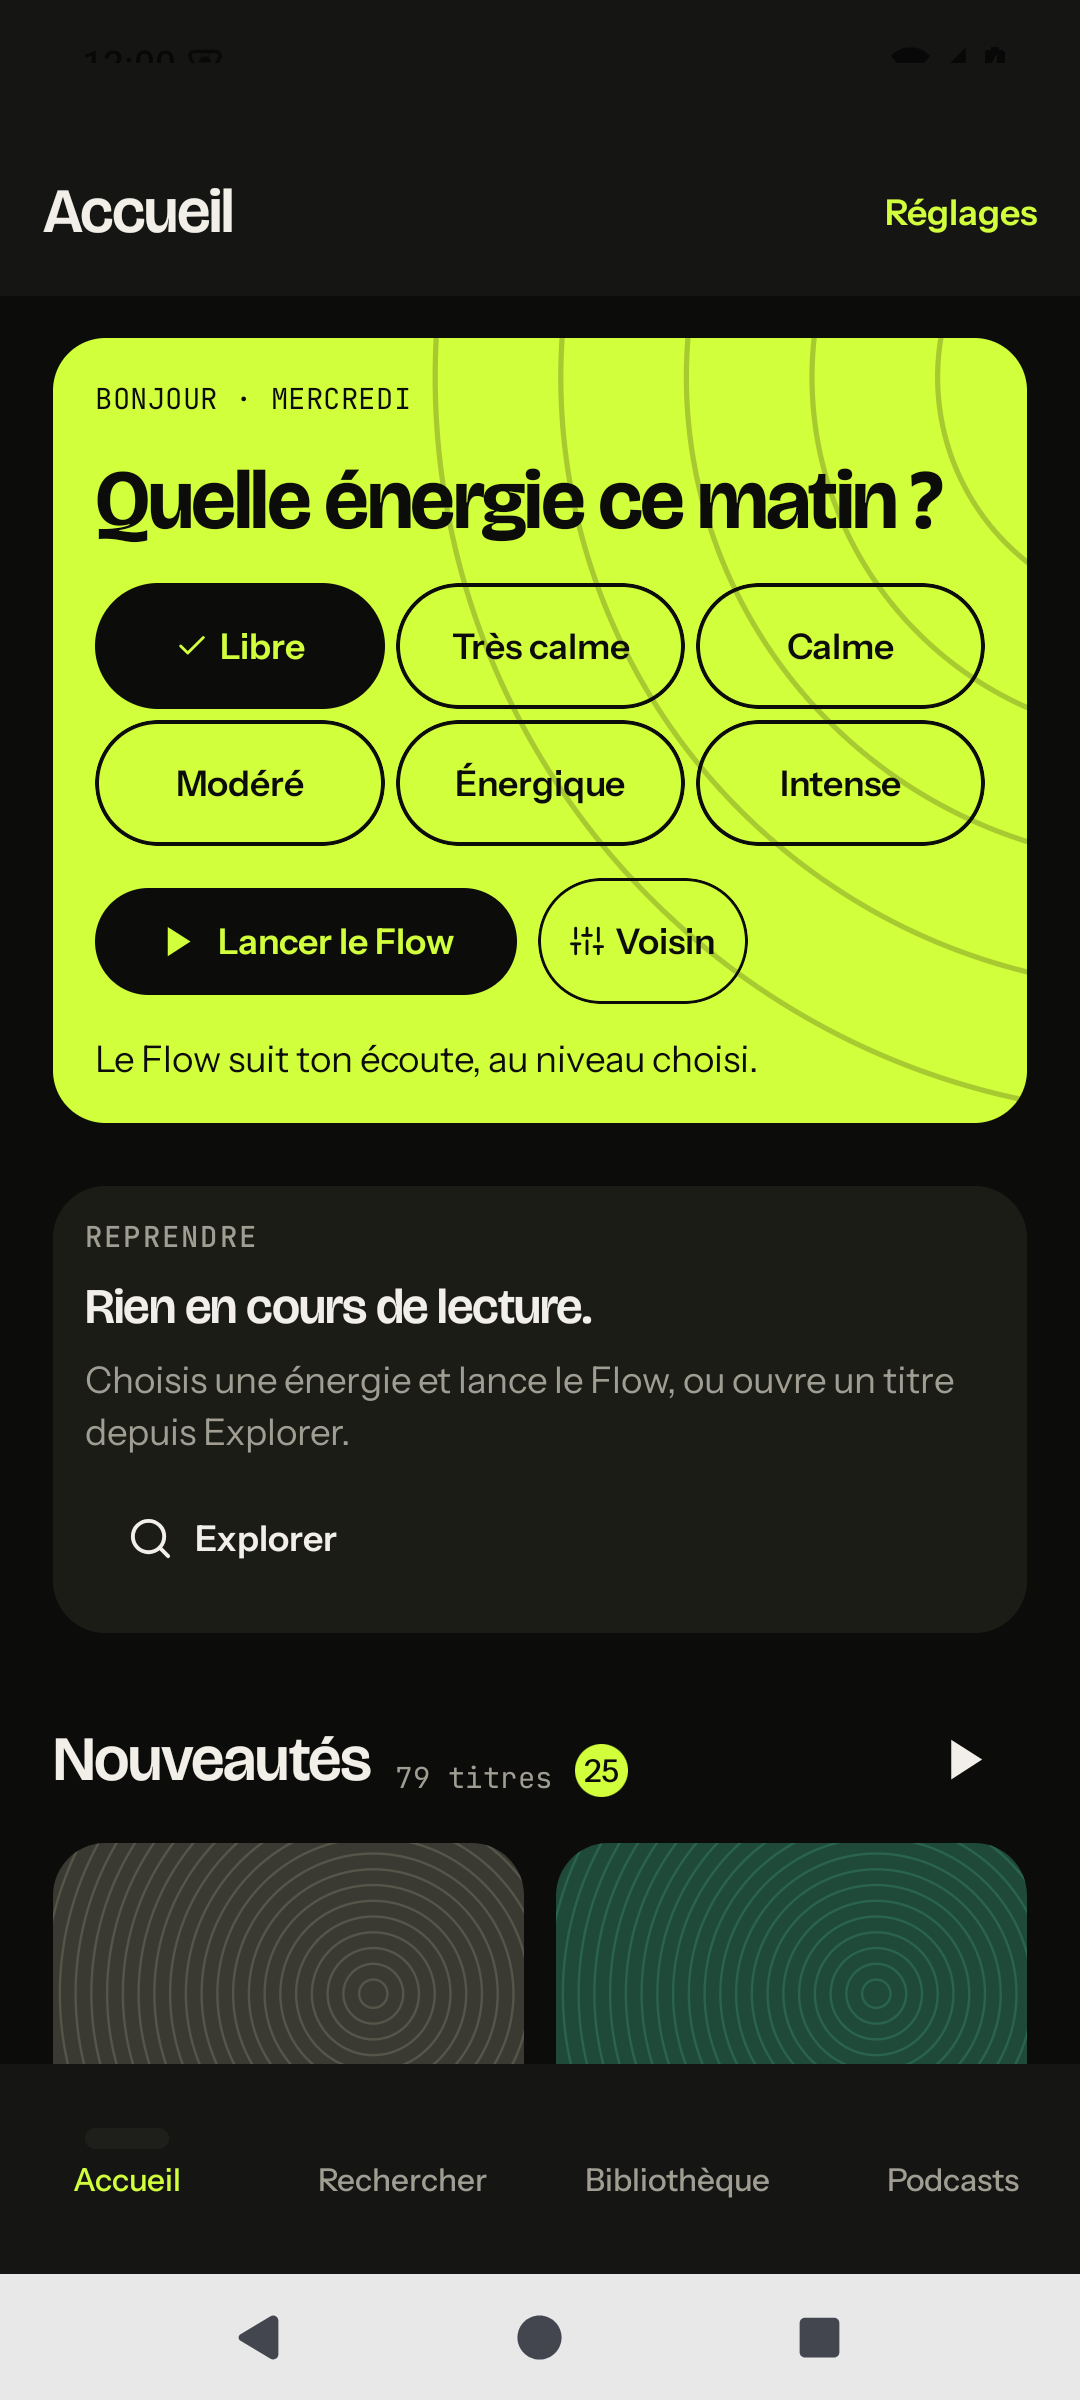 12:00
Accueil
Réglages
BONJOUR · MERCREDI
Quelle énergie ce matin ?
Libre
Très calme
Calme
Modéré
Énergique
Intense
Lancer le Flow
Voisin
Le Flow suit ton écoute, au niveau choisi.
REPRENDRE
Rien en cours de lecture.
Choisis une énergie et lance le Flow, ou ouvre un titre
depuis Explorer.
Explorer
Nouveautés 79 titres 25
Accueil
Rechercher
Bibliothèque
Podcasts